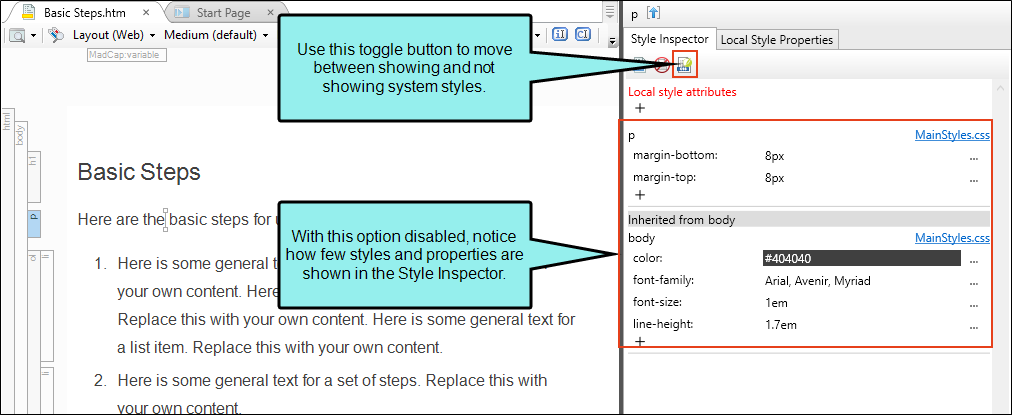 Basic Steps.htm
Start Page
Layout (Web)
Medium (default)
MadCap:variable
html
body
h1
p
ol
li
li
Basic Steps
Here are the basic steps for
1. Here is some general
your own content. Here
Replace this with your own content. Here is some general text for
a list item. Replace this with your own content.
2. Here is some general text for a set of steps. Replace this with
your own content.
Use this toggle button to move
between showing and not
showing system styles.
With this option disabled, notice
how few styles and properties are
shown in the Style Inspector.
p
Style Inspector
Local Style Properties
Local style attributes
+
p MainStyles.css
margin-bottom: 8px ...
margin-top: 8px ...
+
Inherited from body
body MainStyles.css
color: #404040 ...
font-family: Arial, Avenir, Myriad ...
font-size: 1em ...
line-height: 1.7em ...
+